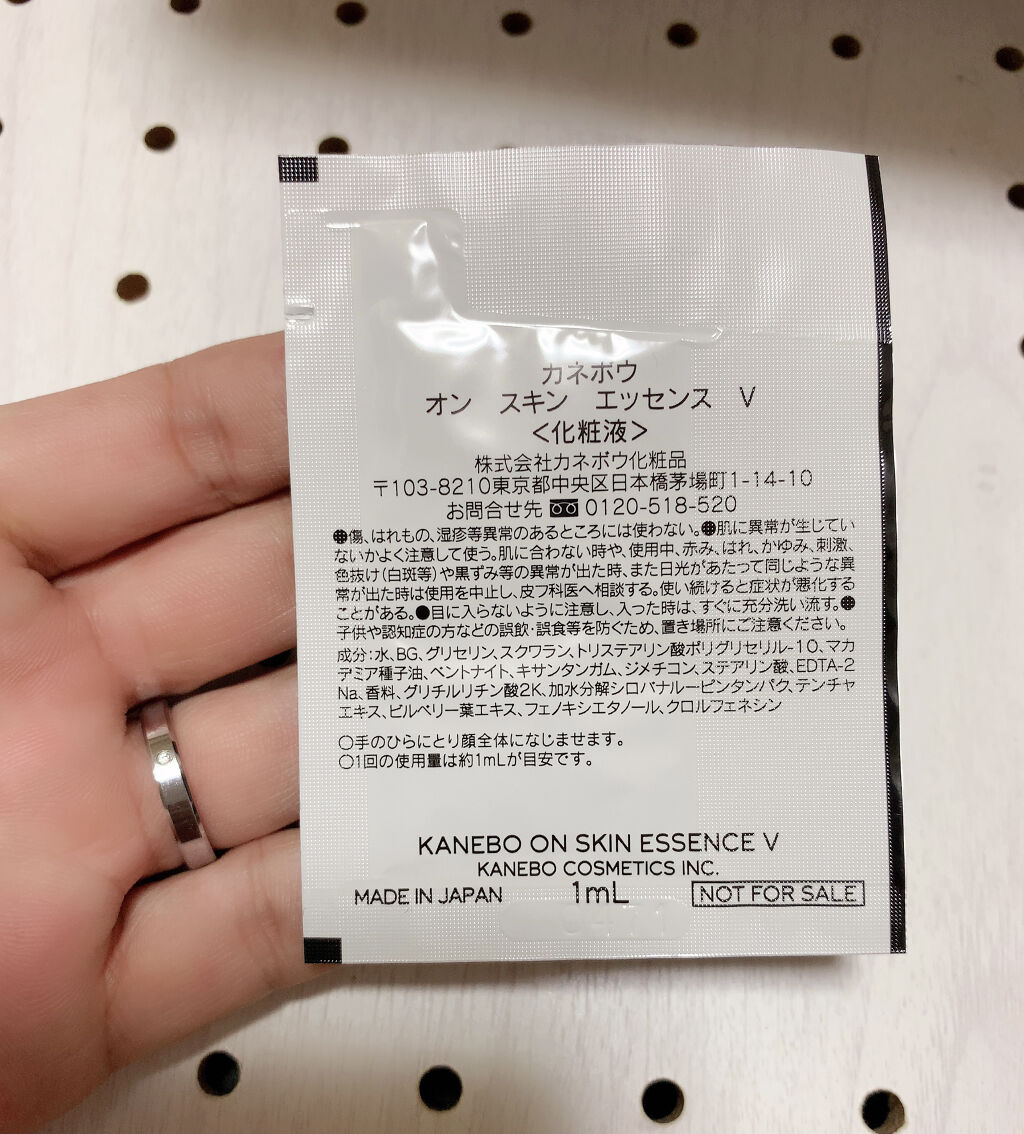 カネボウ
オン スキン エッセンス V
<化粧液>
株式会社カネボウ化粧品
〒103-8210東京都中央区日本橋茅場町1-14-10
お問合せ先 0120-518-520
●傷、はれもの、湿疹等異常のあるところには使わない。●肌に異常が生じてい
ないかよく注意して使う。肌に合わない時や、使用中、赤み、はれ、かゆみ、刺激、
色抜け(白斑等)や黒ずみ等の異常が出た時、また日光があたって同じような異
常が出た時は使用を中止し、皮フ科医へ相談する。使い続けると症状が悪化する
ことがある。●目に入らないように注意し、入った時は、すぐに充分洗い流す。●
子供や認知症の方などの誤飲・誤食等を防ぐため、置き場所にご注意ください。
成分:水、BG、グリセリン、スクワラン、トリステアリン酸ポリグリセリル-10、マカ
デミア種子油、ベントナイト、キサンタンガム、ジメチコン、ステアリン酸、EDTA-2
Na、香料、グリチルリチン酸2K、加水分解シロバナルーピンタンパク、テンチャ
エキス、ビルベリー葉エキス、フェノキシエタノール、クロルフェネシン
○手のひらにとり顔全体になじませます。
○1回の使用量は約1mLが目安です。
KANEBO ON SKIN ESSENCE V
KANEBO COSMETICS INC.
MADE IN JAPAN 1mL NOT FOR SALE